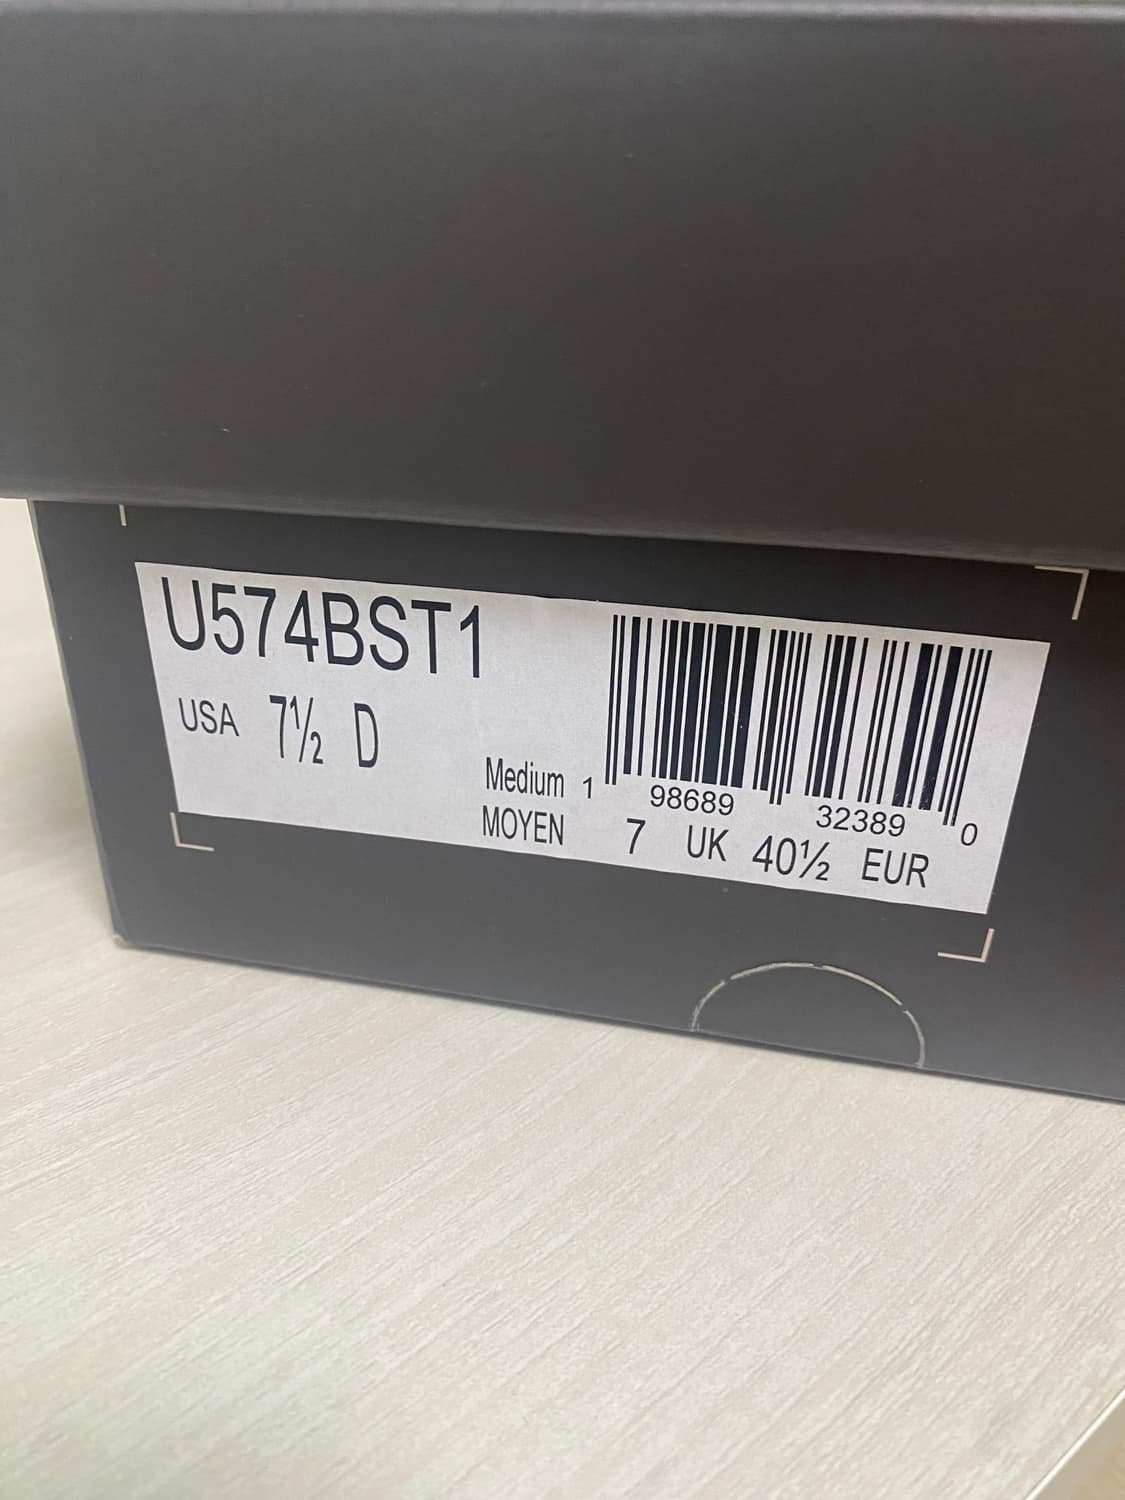 U574BST1
USA 7½ D
Medium
MOYEN
1 98689 32389 0
7 UK 40½ EUR